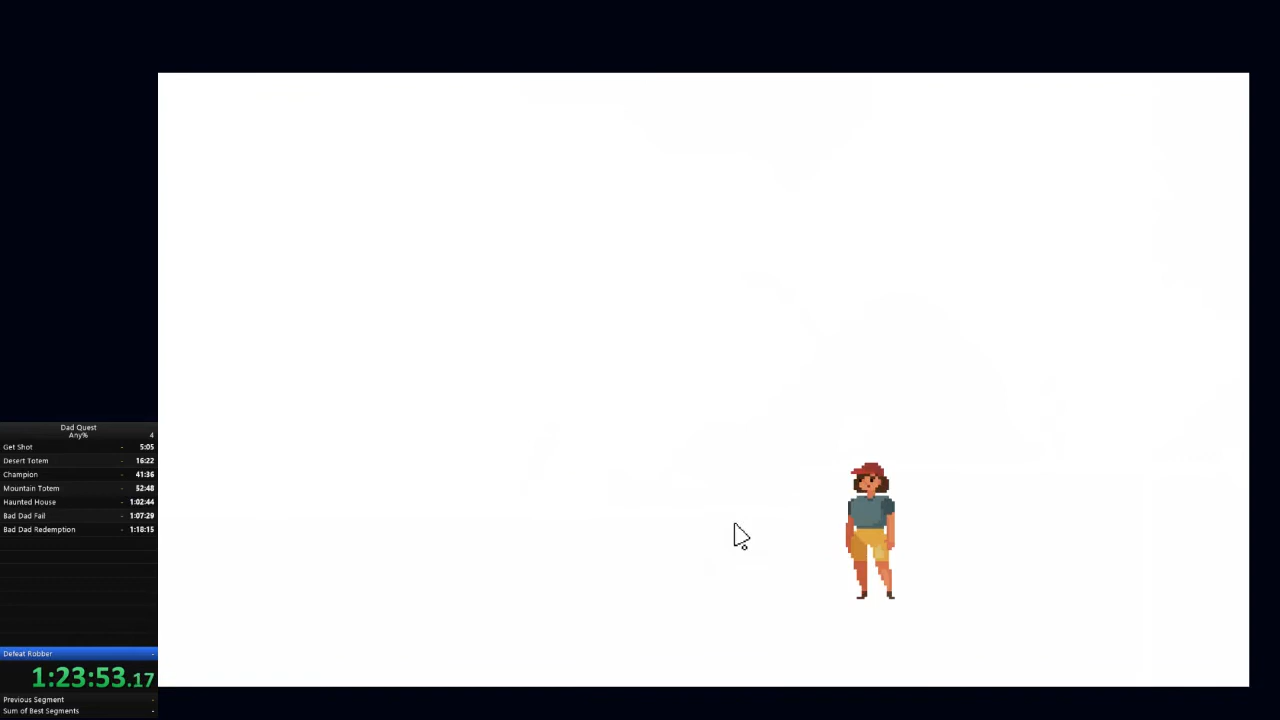 Dad Quest
Any% 4
Get Shot - 5:05
Desert Totem - 16:22
Champion - 41:36
Mountain Totem - 52:48
Haunted House - 1:02:44
Bad Dad Fail - 1:07:29
Bad Dad Redemption - 1:18:15
Defeat Robber -
1:23:53.17
Previous Segment -
Sum of Best Segments -